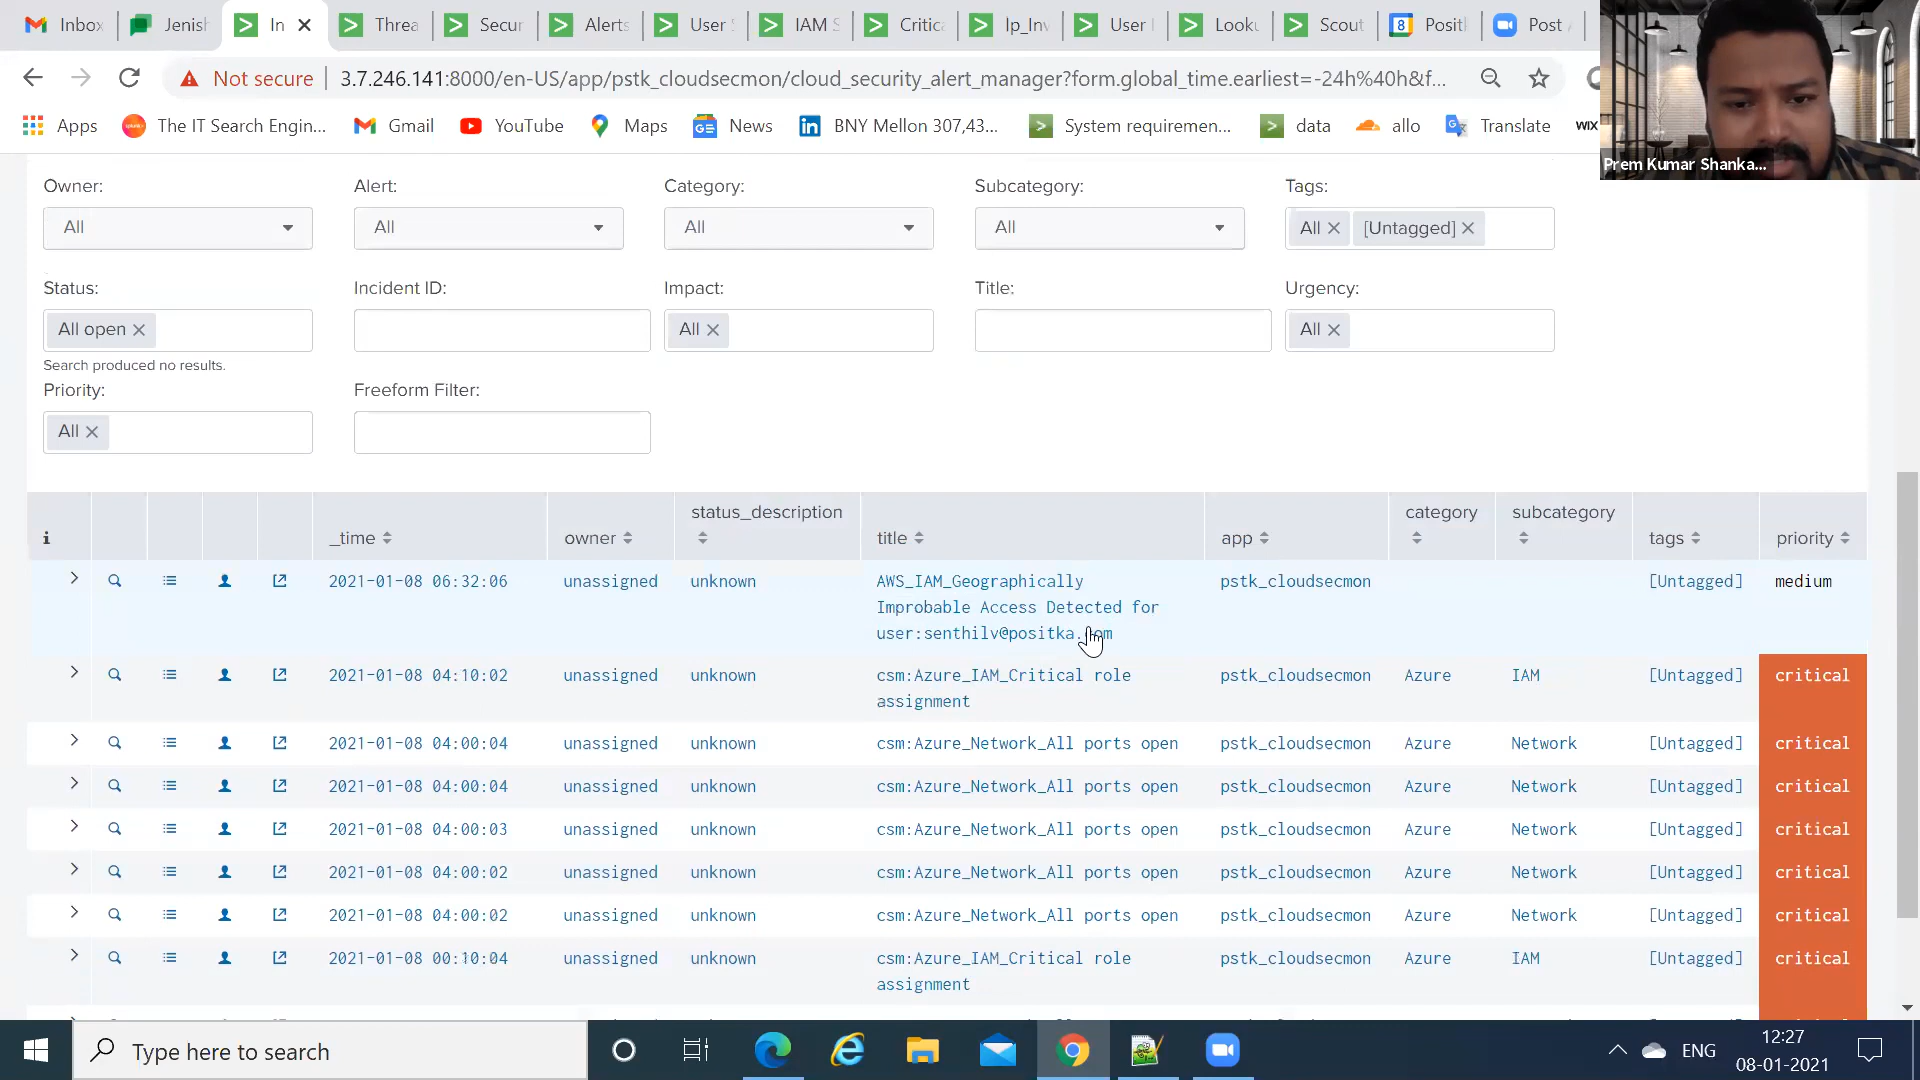 Inbo
Jenish
In
Threa
Secur
Alerts
User S
IAM S
Critica
lp_Inv
User I
Looku
Scout
8
Positk
Post A
Not secure
3.7.246.141:8000/en-US/app/pstk_cloudsecmon/cloud_security_alert_manager?form.global_time.earliest=-24h%40h&f...
Apps
The IT Search Engin...
Gmail
YouTube
Maps
News
BNY Mellon 307,43...
System requiremen...
data
allo
Translate
WIX
Prem Kumar Shanka...
Owner:
Alert:
Category:
Subcategory:
Tags:
All
All
All
All
All
[Untagged]
Status:
Incident ID:
Impact:
Title:
Urgency:
All open
All
All
Search produced no results.
Priority:
Freeform Filter:
All
i
_time
owner
status_description
title
app
category
subcategory
tags
priority
2021-01-08 06:32:06 unassigned unknown AWS_IAM_Geographically pstk_cloudsecmon [Untagged] medium
Improbable Access Detected for
user:senthilv@positka.com
2021-01-08 04:10:02 unassigned unknown csm:Azure_IAM_Critical role pstk_cloudsecmon Azure IAM [Untagged] critical
assignment
2021-01-08 04:00:04 unassigned unknown csm:Azure_Network_All ports open pstk_cloudsecmon Azure Network [Untagged] critical
2021-01-08 04:00:04 unassigned unknown csm:Azure_Network_All ports open pstk_cloudsecmon Azure Network [Untagged] critical
2021-01-08 04:00:03 unassigned unknown csm:Azure_Network_All ports open pstk_cloudsecmon Azure Network [Untagged] critical
2021-01-08 04:00:02 unassigned unknown csm:Azure_Network_All ports open pstk_cloudsecmon Azure Network [Untagged] critical
2021-01-08 04:00:02 unassigned unknown csm:Azure_Network_All ports open pstk_cloudsecmon Azure Network [Untagged] critical
2021-01-08 00:10:04 unassigned unknown csm:Azure_IAM_Critical role pstk_cloudsecmon Azure IAM [Untagged] critical
assignment
Type here to search
ENG
12:27
08-01-2021